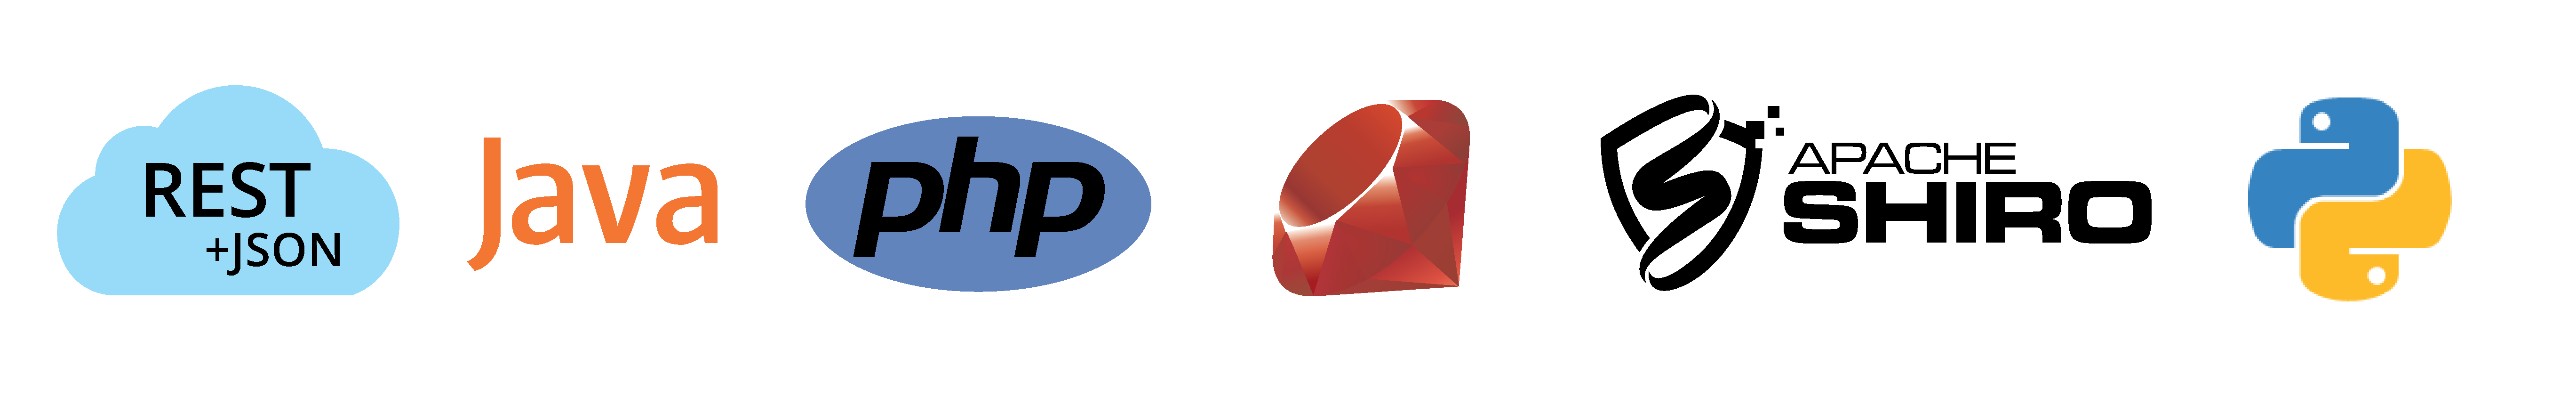 REST
+JSON
Java
php
APACHE
SHIRO